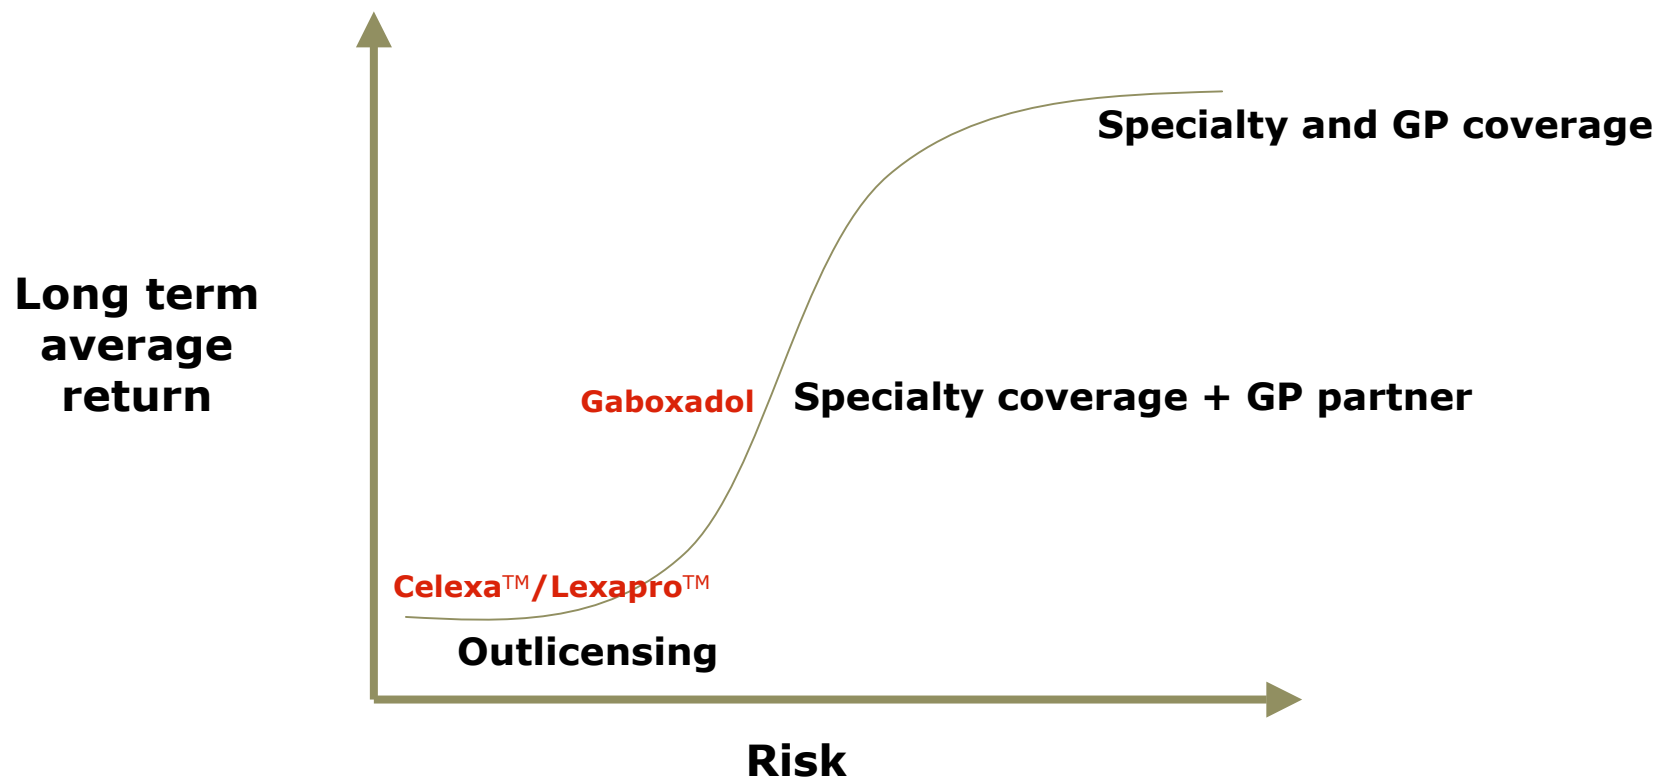 Specialty and GP coverage
Long term
average
return
Gaboxadol
Specialty coverage + GP partner
Celexa™/Lexapro™
Outlicensing
Risk